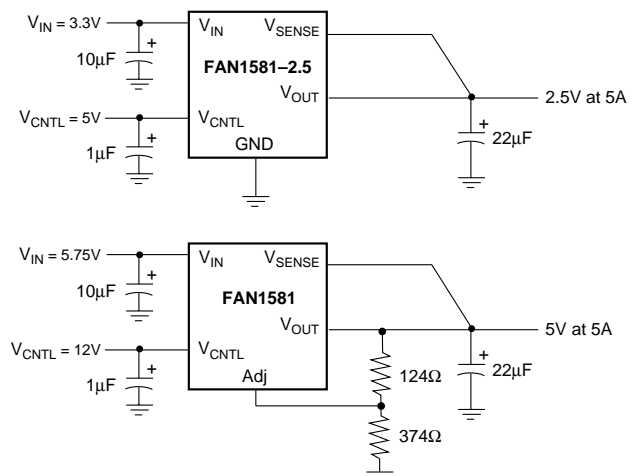 V_IN = 3.3V
V_IN
V_SENSE
10µF
+
FAN1581–2.5
V_OUT
2.5V at 5A
V_CNTL = 5V
V_CNTL
+
1µF
+
GND
22µF
V_IN = 5.75V
V_IN
V_SENSE
10µF
+
FAN1581
V_OUT
5V at 5A
V_CNTL = 12V
V_CNTL
+
1µF
+
Adj
124Ω
22µF
374Ω